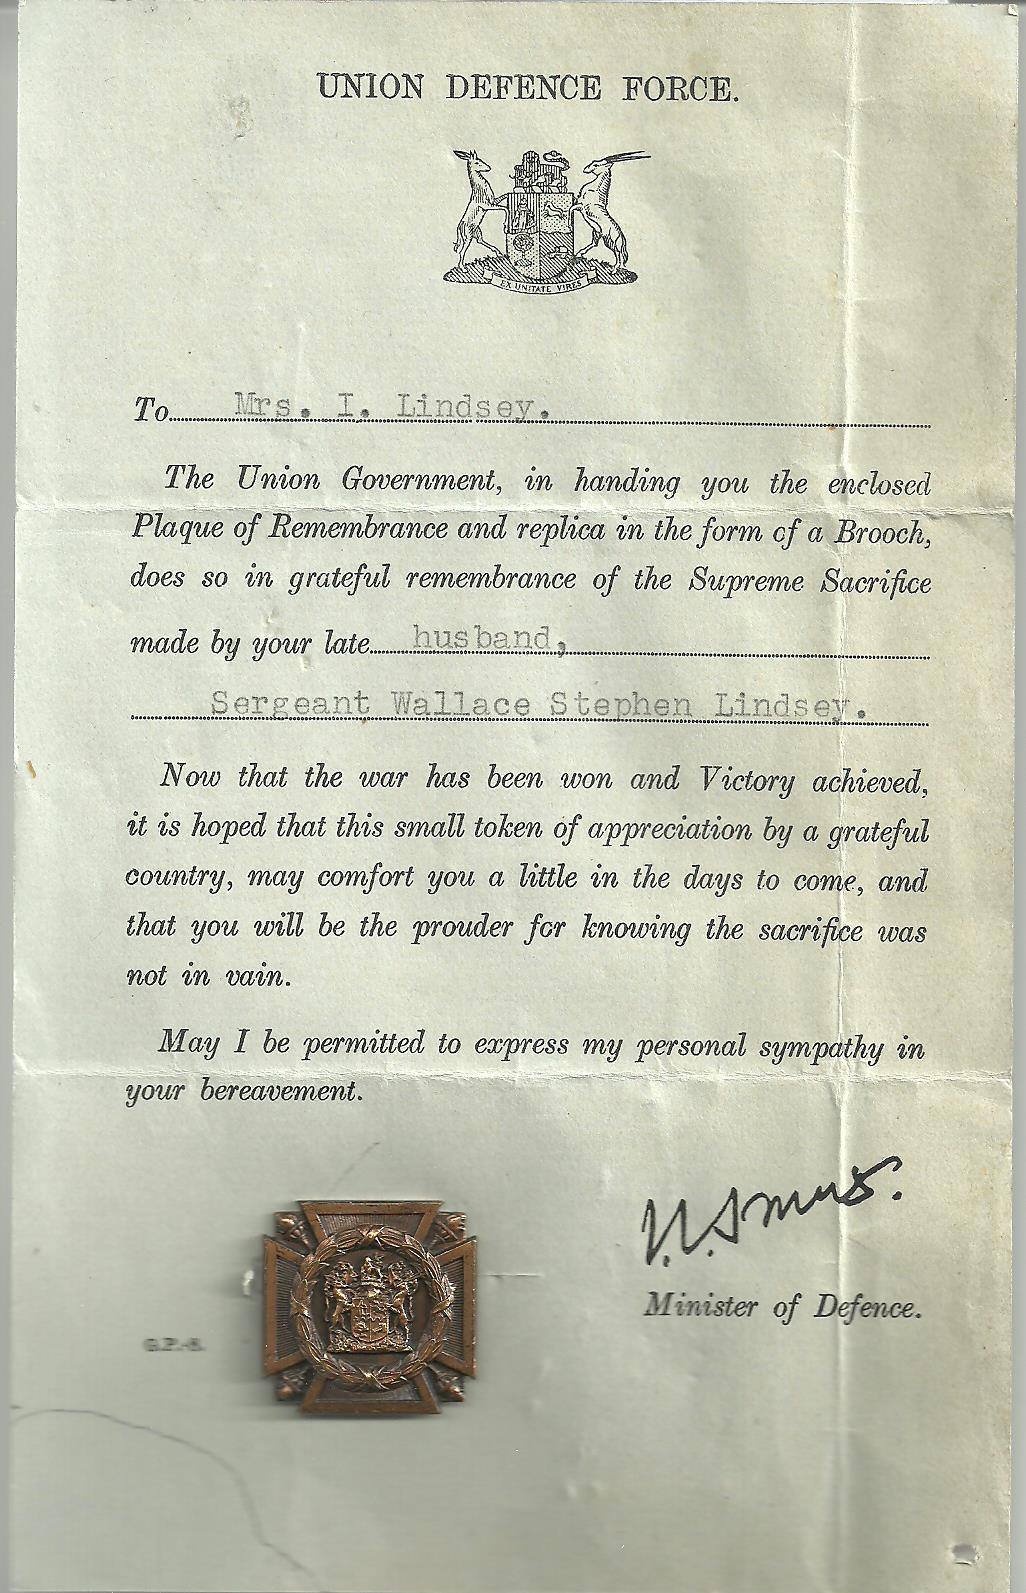 UNION DEFENCE FORCE.
EX UNITATE VIRES
To Mrs. I. Lindsey.
The Union Government, in handing you the enclosed
Plaque of Remembrance and replica in the form of a Brooch,
does so in grateful remembrance of the Supreme Sacrifice
made by your late husband,
Sergeant Wallace Stephen Lindsey.
Now that the war has been won and Victory achieved,
it is hoped that this small token of appreciation by a grateful
country, may comfort you a little in the days to come, and
that you will be the prouder for knowing the sacrifice was
not in vain.
May I be permitted to express my personal sympathy in
your bereavement.
J.C. Smuts.
Minister of Defence.
G.P.-S.